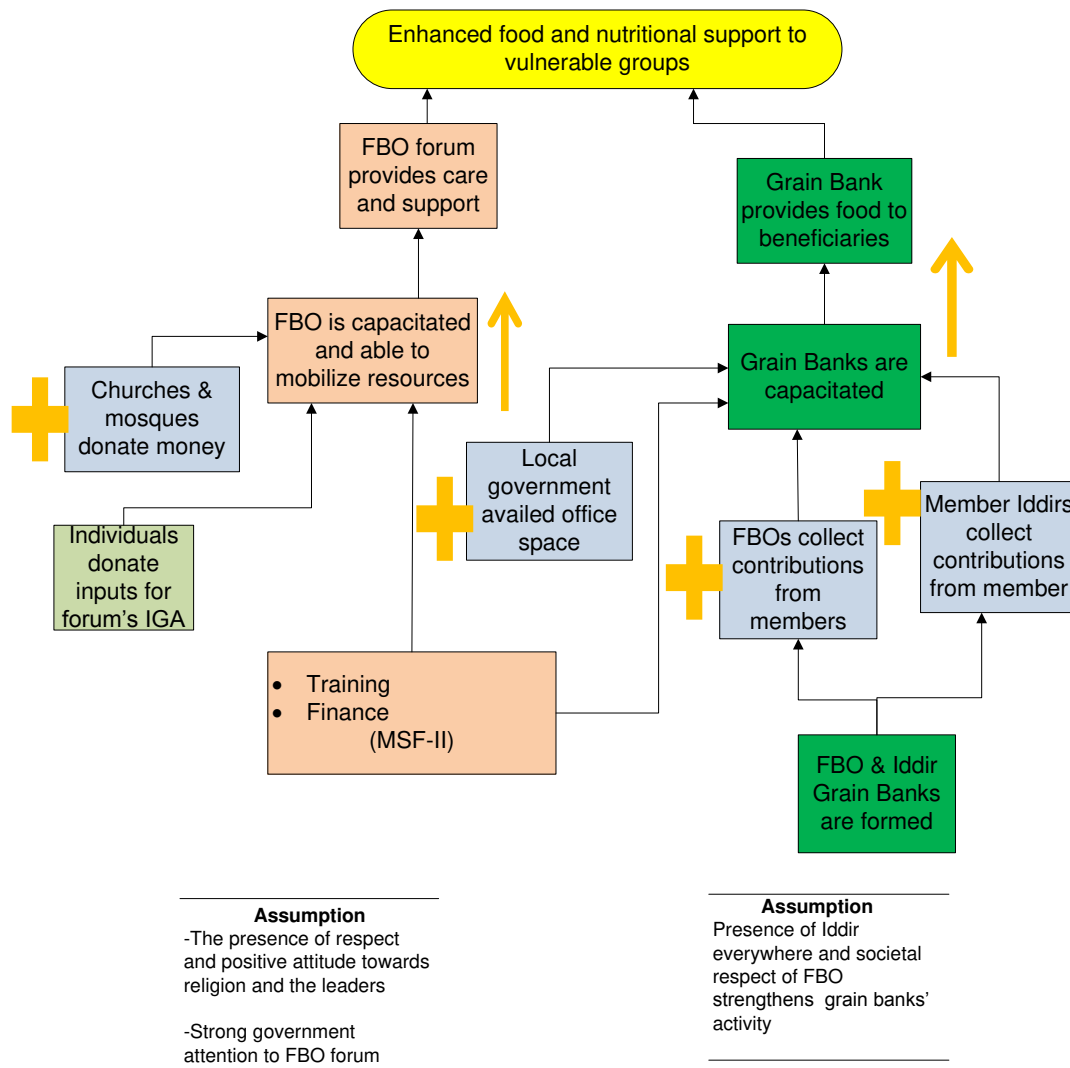 Enhanced food and nutritional support to
vulnerable groups
FBO forum
provides care
and support
Grain Bank
provides food to
beneficiaries
FBO is capacitated
and able to
mobilize resources
Grain Banks are
capacitated
Churches &
mosques
donate money
Local
government
availed office
space
Member Iddirs
collect
contributions
from member
FBOs collect
contributions
from
members
Individuals
donate
inputs for
forum's IGA
• Training
• Finance
(MSF-II)
FBO & Iddir
Grain Banks
are formed
Assumption
-The presence of respect
and positive attitude towards
religion and the leaders
-Strong government
attention to FBO forum
Assumption
Presence of Iddir
everywhere and societal
respect of FBO
strengthens grain banks'
activity